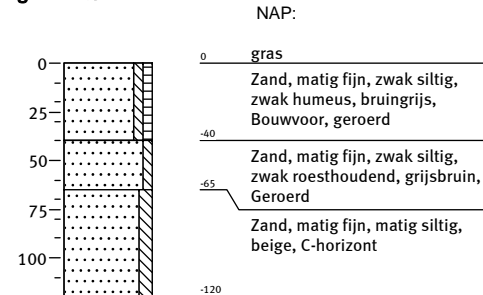 NAP:
0
0
gras
Zand, matig fijn, zwak siltig,
zwak humeus, bruingrijs,
Bouwvoor, geroerd
25
-40
50
Zand, matig fijn, zwak siltig,
zwak roesthoudend, grijsbruin,
Geroerd
-65
75
Zand, matig fijn, matig siltig,
beige, C-horizont
100
-120